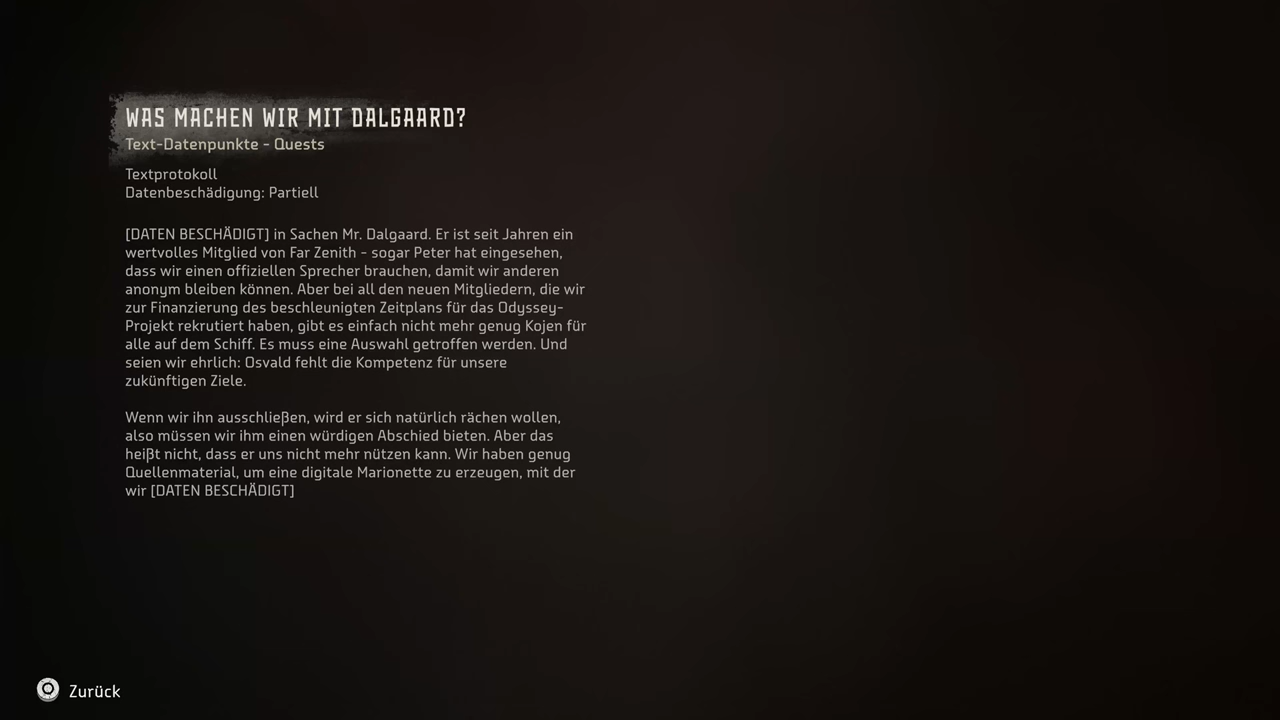 WAS MACHEN WIR MIT DALGAARD?
Text-Datenpunkte - Quests
Textprotokoll
Datenbeschädigung: Partiell
[DATEN BESCHÄDIGT] in Sachen Mr. Dalgaard. Er ist seit Jahren ein
wertvolles Mitglied von Far Zenith - sogar Peter hat eingesehen,
dass wir einen offiziellen Sprecher brauchen, damit wir anderen
anonym bleiben können. Aber bei all den neuen Mitgliedern, die wir
zur Finanzierung des beschleunigten Zeitplans für das Odyssey-
Projekt rekrutiert haben, gibt es einfach nicht mehr genug Kojen für
alle auf dem Schiff. Es muss eine Auswahl getroffen werden. Und
seien wir ehrlich: Osvald fehlt die Kompetenz für unsere
zukünftigen Ziele.
Wenn wir ihn ausschließen, wird er sich natürlich rächen wollen,
also müssen wir ihm einen würdigen Abschied bieten. Aber das
heißt nicht, dass er uns nicht mehr nützen kann. Wir haben genug
Quellenmaterial, um eine digitale Marionette zu erzeugen, mit der
wir [DATEN BESCHÄDIGT]
Zurück